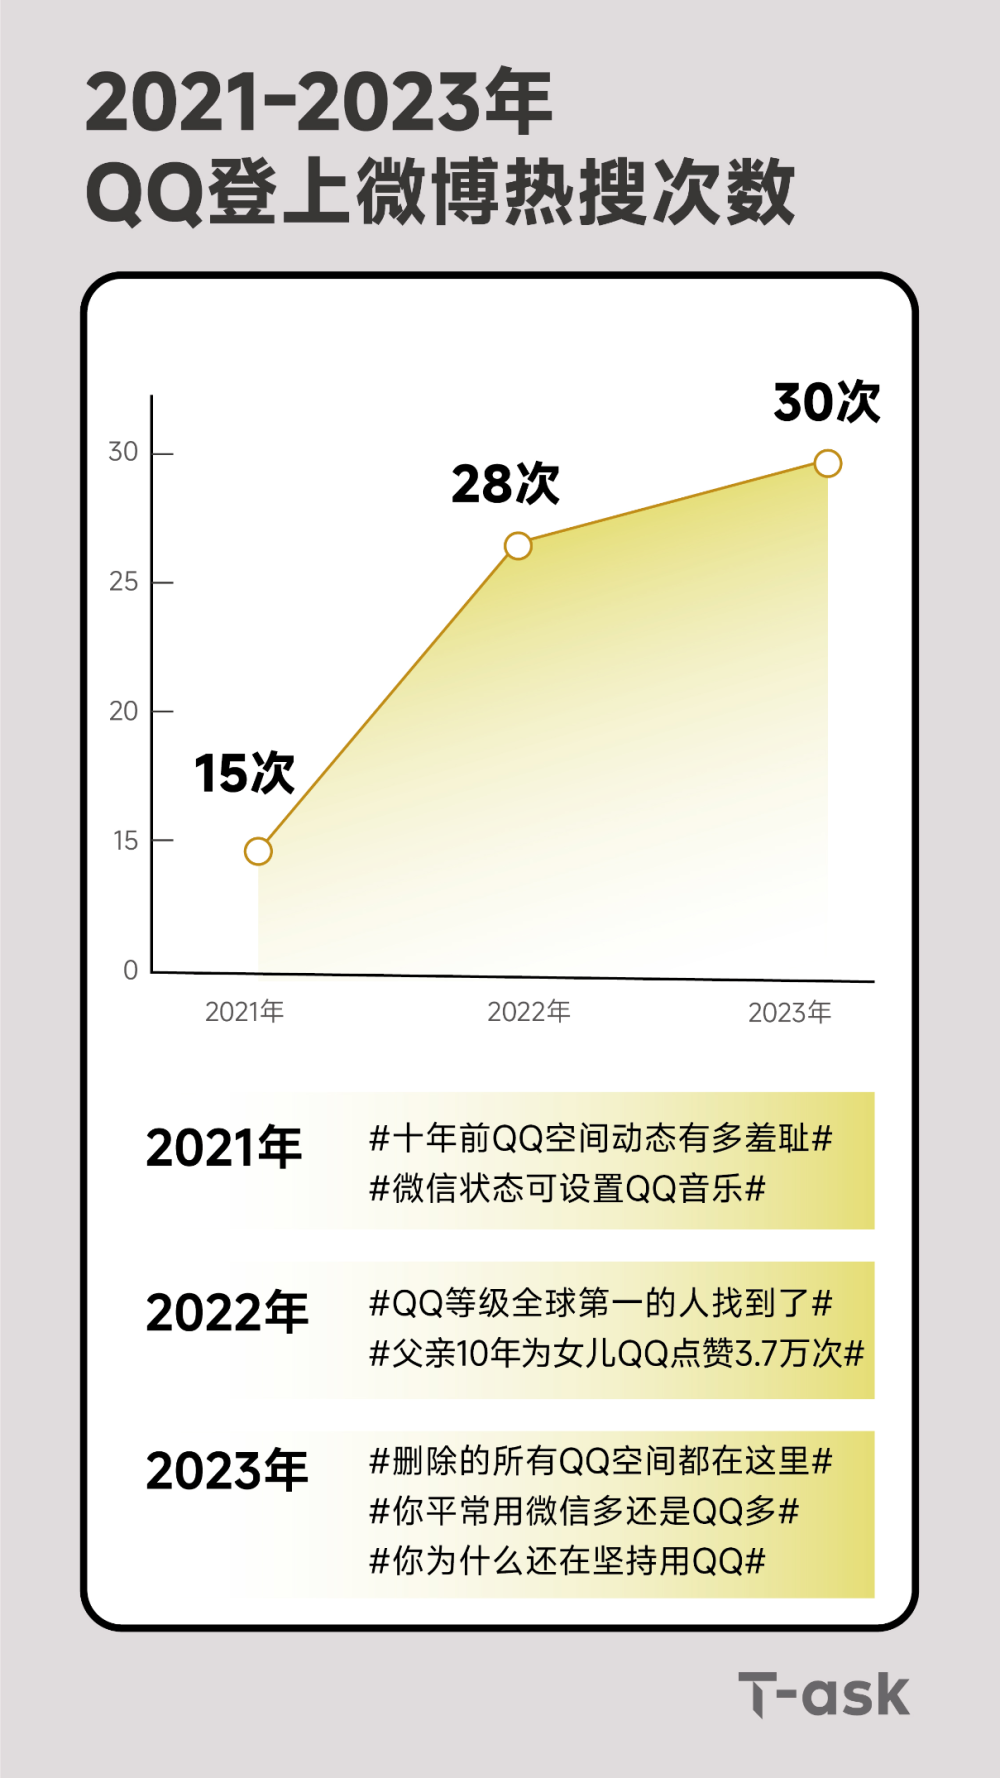 2021-2023年
QQ登上微博热搜次数
30次
30
28次
25
20
15次
15
0
2021年
2022年
2023年
2021年
#十年前QQ空间动态有多羞耻#
#微信状态可设置QQ音乐#
2022年
#QQ等级全球第一的人找到了#
#父亲10年为女儿QQ点赞3.7万次#
2023年
#删除的所有QQ空间都在这里#
#你平常用微信多还是QQ多#
#你为什么还在坚持用QQ#
T-ask